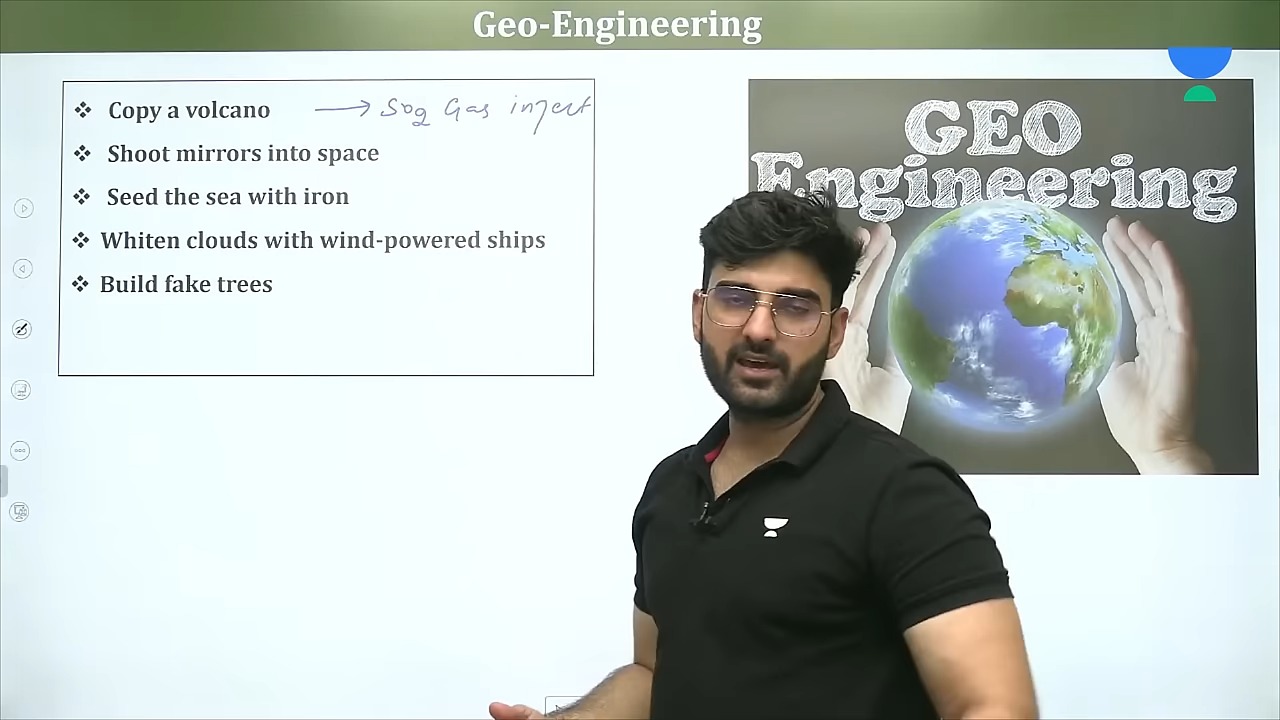 Geo-Engineering
❖ Copy a volcano → SO2 Gas inject
❖ Shoot mirrors into space
❖ Seed the sea with iron
❖ Whiten clouds with wind-powered ships
❖ Build fake trees
GEO
Engineering